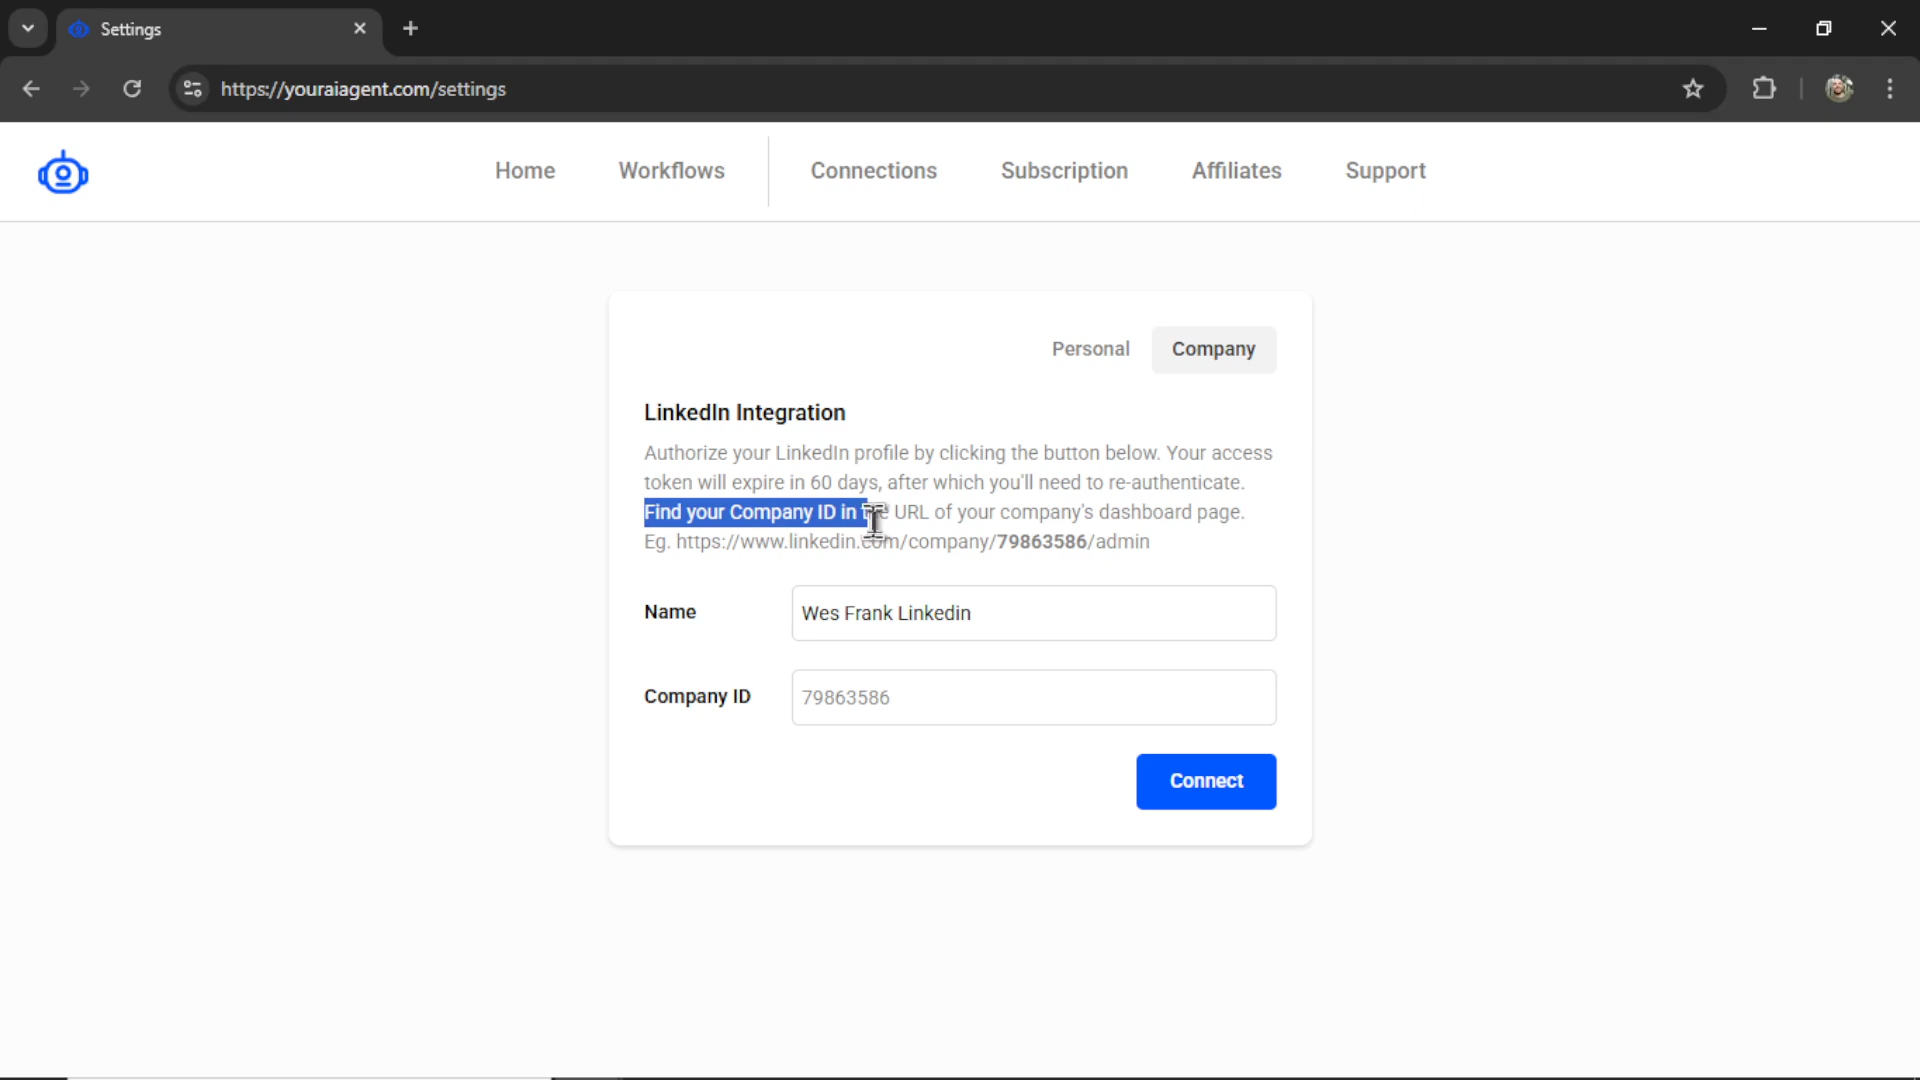 Settings
https://youraiagent.com/settings
Home
Workflows
Connections
Subscription
Affiliates
Support
Personal
Company
LinkedIn Integration
Authorize your LinkedIn profile by clicking the button below. Your access
token will expire in 60 days, after which you'll need to re-authenticate.
Find your Company ID in the URL of your company's dashboard page.
Eg. https://www.linkedin.com/company/79863586/admin
Name
Wes Frank Linkedin
Company ID
79863586
Connect